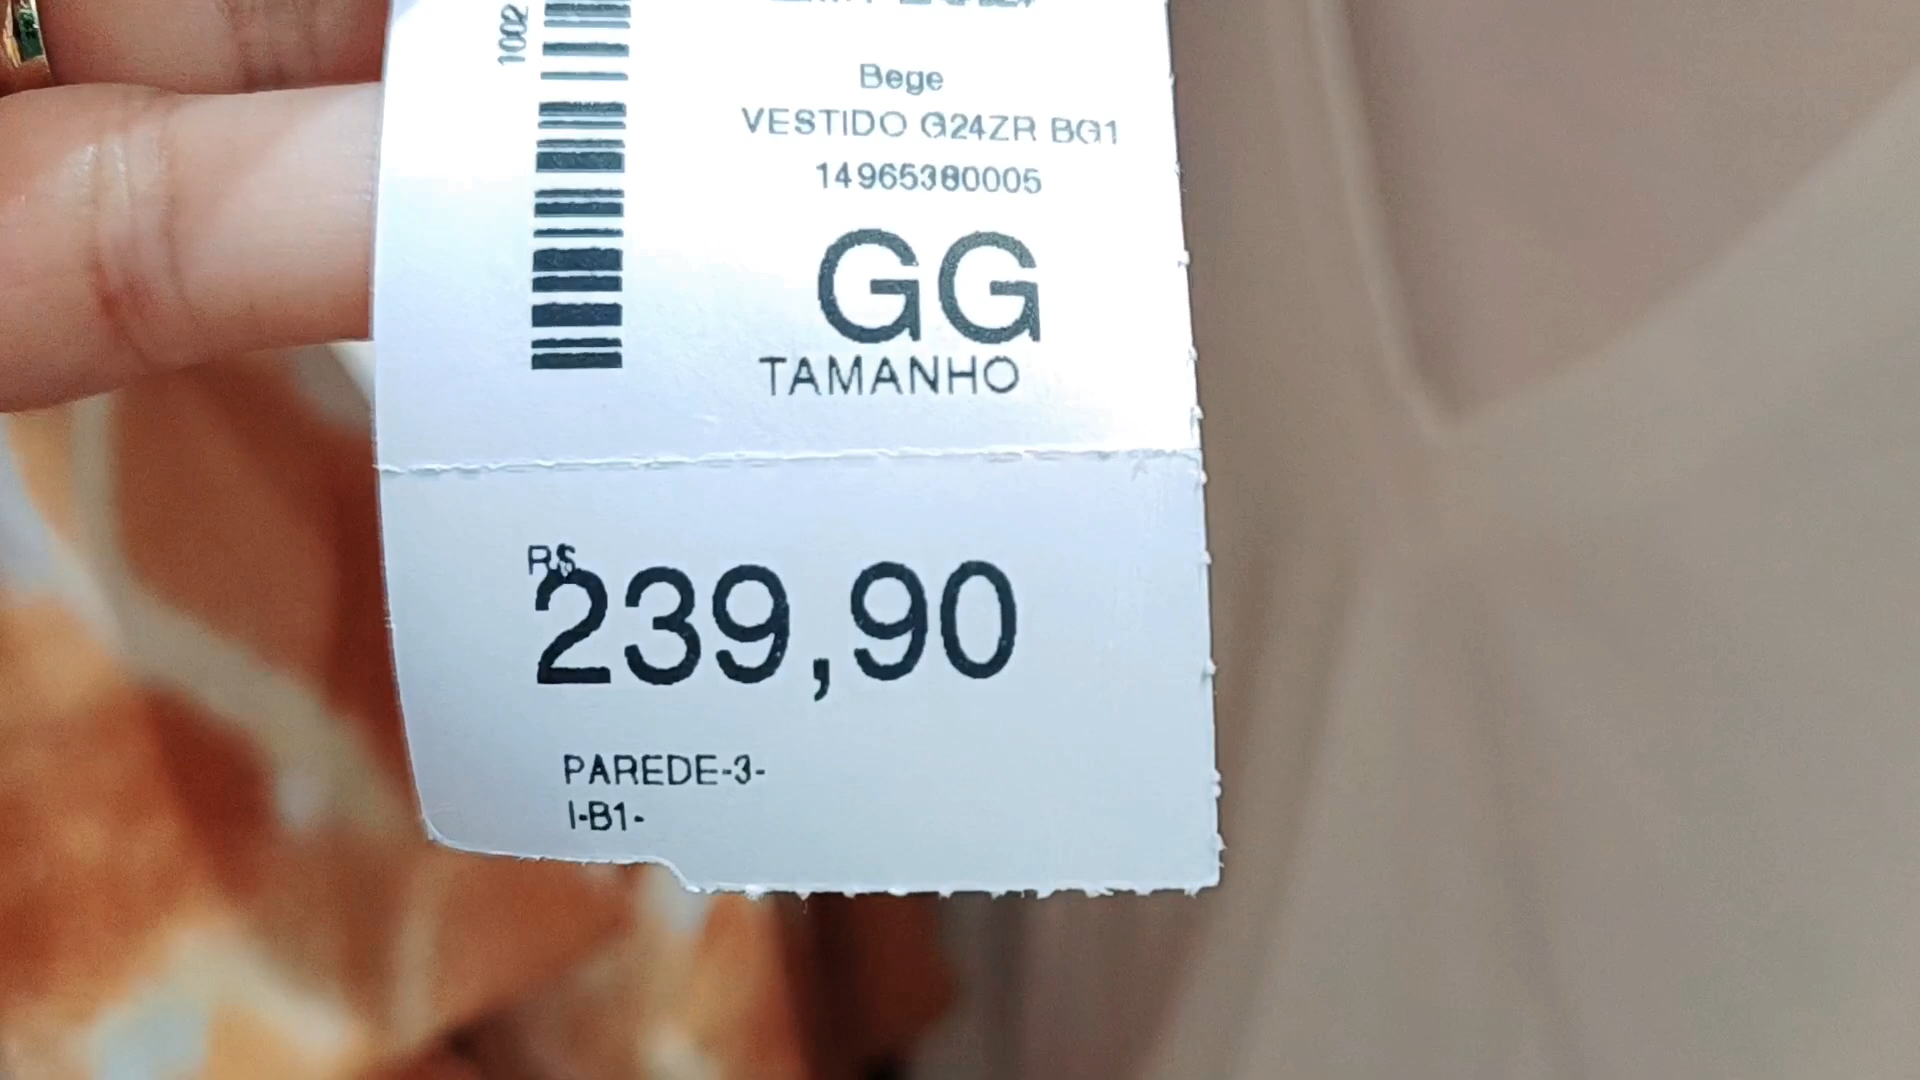 1002
Bege
VESTIDO G24ZR BG1
14965380005
GG
TAMANHO
R$
239,90
PAREDE-3-
I-B1-